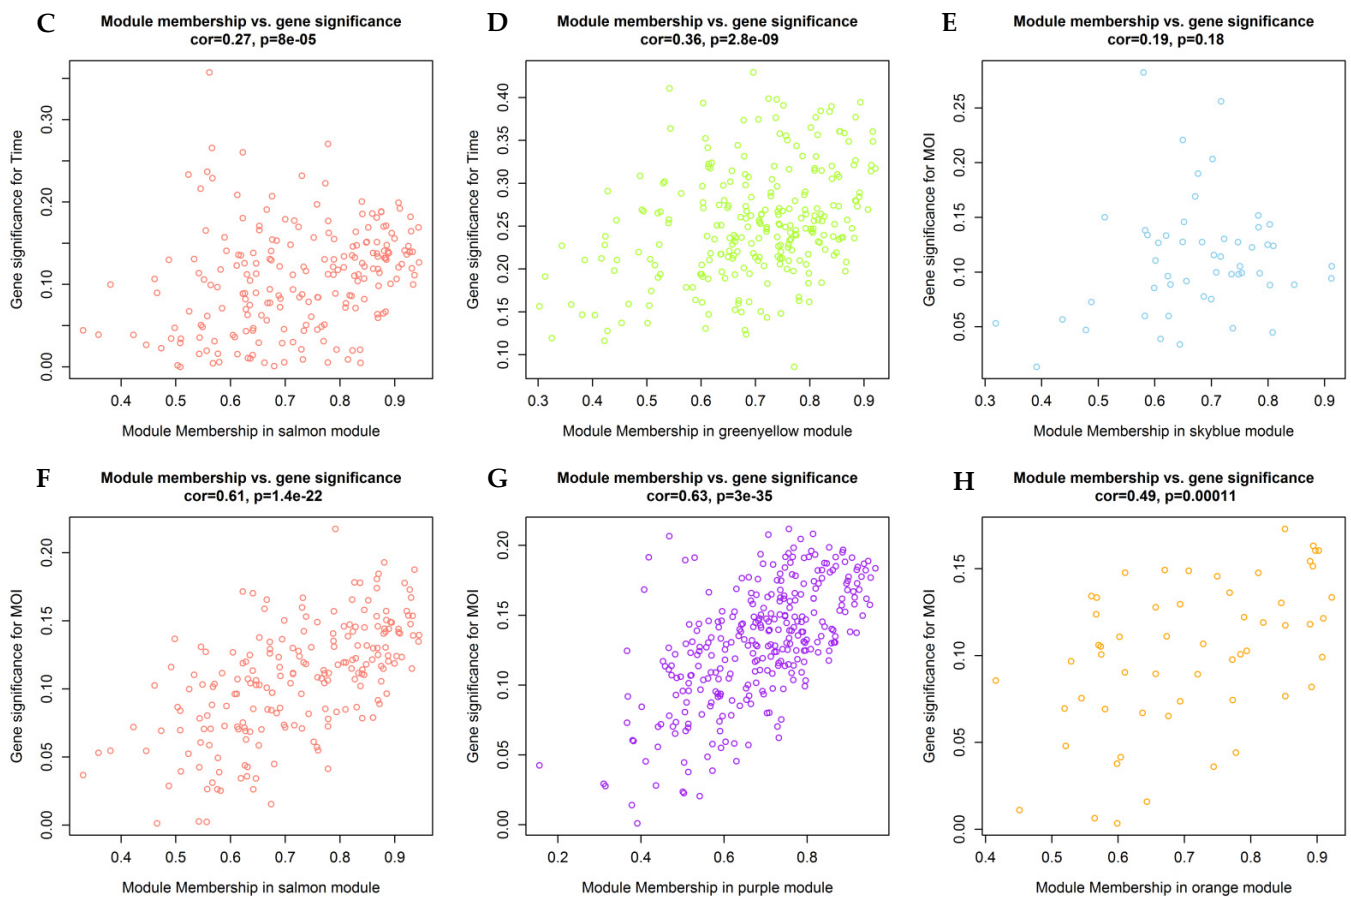 C
Module membership vs. gene significance
cor=0.27, p=8e-05
Gene significance for Time
0.00
0.10
0.20
0.30
0.4
0.5
0.6
0.7
0.8
0.9
Module Membership in salmon module
D
Module membership vs. gene significance
cor=0.36, p=2.8e-09
Gene significance for Time
0.10
0.15
0.20
0.25
0.30
0.35
0.40
0.3
0.4
0.5
0.6
0.7
0.8
0.9
Module Membership in greenyellow module
E
Module membership vs. gene significance
cor=0.19, p=0.18
Gene significance for MOI
0.05
0.10
0.15
0.20
0.25
0.3
0.4
0.5
0.6
0.7
0.8
0.9
Module Membership in skyblue module
F
Module membership vs. gene significance
cor=0.61, p=1.4e-22
Gene significance for MOI
0.00
0.05
0.10
0.15
0.20
0.4
0.5
0.6
0.7
0.8
0.9
Module Membership in salmon module
G
Module membership vs. gene significance
cor=0.63, p=3e-35
Gene significance for MOI
0.00
0.05
0.10
0.15
0.20
0.2
0.4
0.6
0.8
Module Membership in purple module
H
Module membership vs. gene significance
cor=0.49, p=0.00011
Gene significance for MOI
0.00
0.05
0.10
0.15
0.4
0.5
0.6
0.7
0.8
0.9
Module Membership in orange module